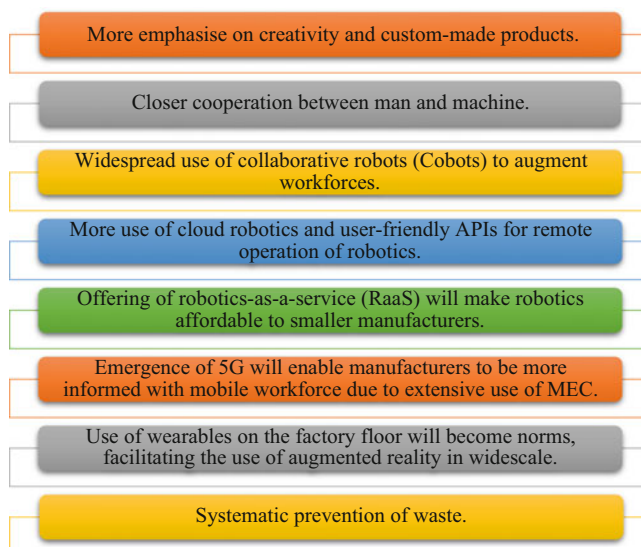 More emphasise on creativity and custom-made products.
Closer cooperation between man and machine.
Widespread use of collaborative robots (Cobots) to augment
workforces.
More use of cloud robotics and user-friendly APIs for remote
operation of robotics.
Offering of robotics-as-a-service (RaaS) will make robotics
affordable to smaller manufacturers.
Emergence of 5G will enable manufacturers to be more
informed with mobile workforce due to extensive use of MEC.
Use of wearables on the factory floor will become norms,
facilitating the use of augmented reality in widescale.
Systematic prevention of waste.